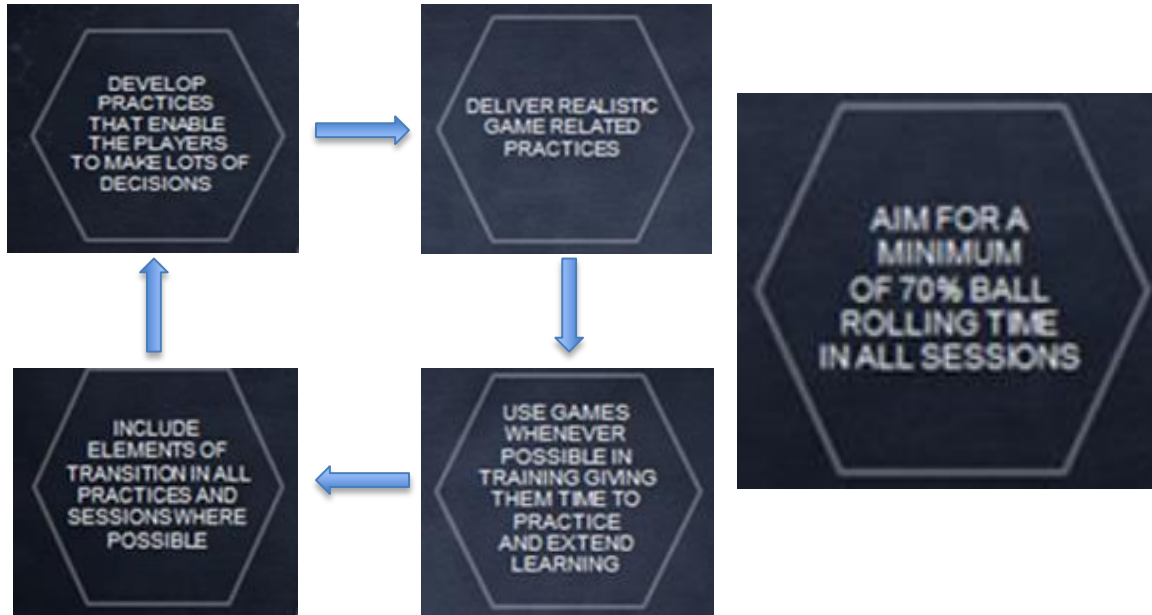 DEVELOP
PRACTICES
THAT ENABLE
THE PLAYERS
TO MAKE LOTS OF
DECISIONS
DELIVER REALISTIC
GAME RELATED
PRACTICES
USE GAMES
WHENEVER
POSSIBLE IN
TRAINING GIVING
THEM TIME TO
PRACTICE
AND EXTEND
LEARNING
INCLUDE
ELEMENTS OF
TRANSITION IN ALL
PRACTICES AND
SESSIONS WHERE
POSSIBLE
AIM FOR A
MINIMUM
OF 70% BALL
ROLLING TIME
IN ALL SESSIONS